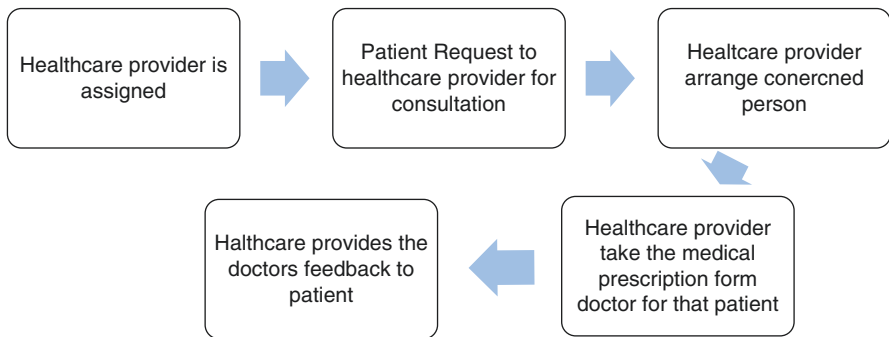 Healthcare provider is
assigned
Patient Request to
healthcare provider for
consultation
Healtcare provider
arrange conercned
person
Healthcare provider
take the medical
prescription form
doctor for that patient
Halthcare provides the
doctors feedback to
patient